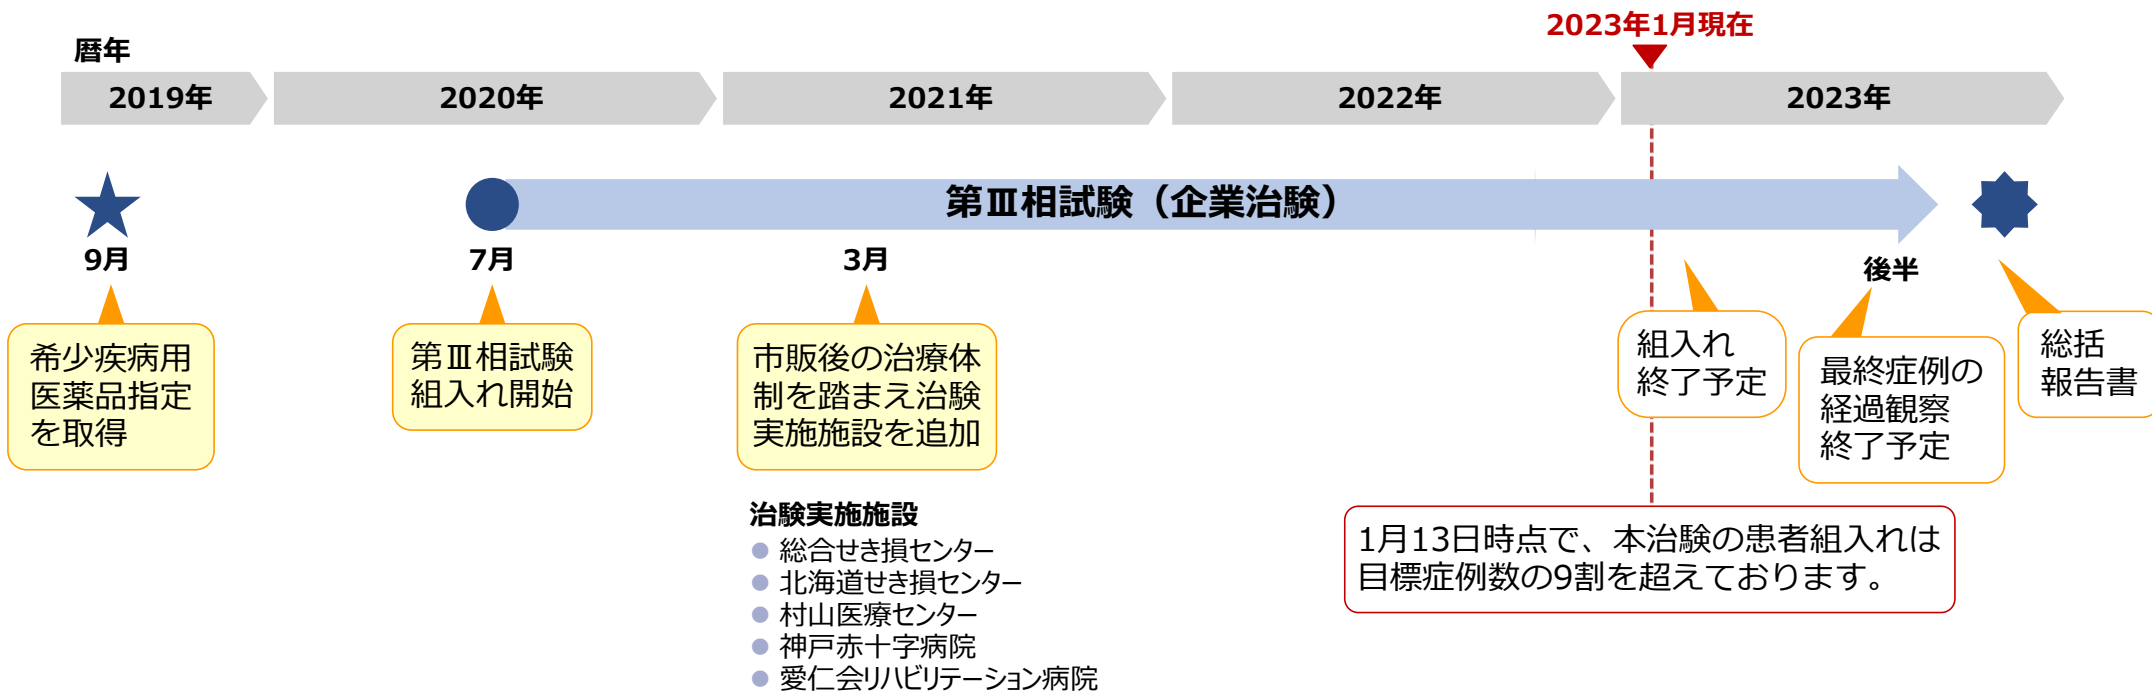 2023年1月現在
暦年
2019年
2020年
2021年
2022年
2023年
第Ⅲ相試験（企業治験）
9月
7月
3月
後半
希少疾病用
医薬品指定
を取得
第Ⅲ相試験
組入れ開始
市販後の治療体
制を踏まえ治験
実施施設を追加
組入れ
終了予定
最終症例の
経過観察
終了予定
総括
報告書
治験実施施設
● 総合せき損センター
● 北海道せき損センター
● 村山医療センター
● 神戸赤十字病院
● 愛仁会リハビリテーション病院
1月13日時点で、本治験の患者組入れは
目標症例数の9割を超えております。